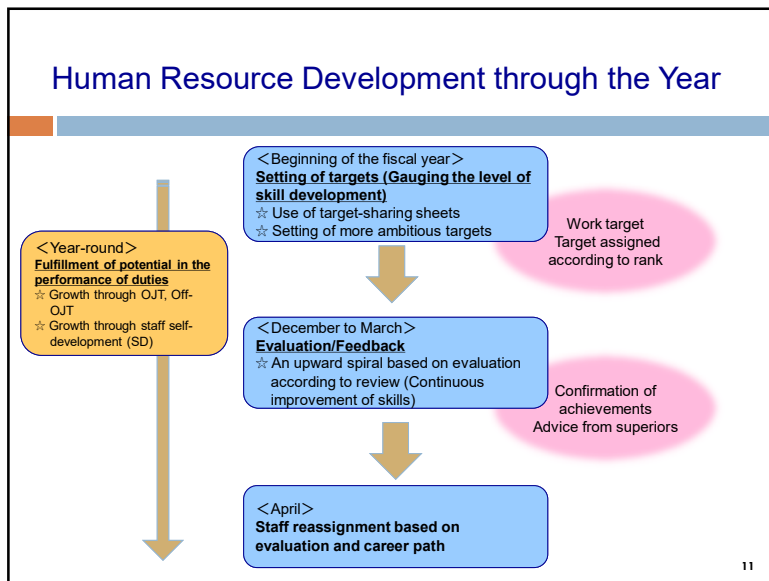 Human Resource Development through the Year
＜Beginning of the fiscal year＞
Setting of targets (Gauging the level of
skill development)
☆ Use of target-sharing sheets
☆ Setting of more ambitious targets
Work target
Target assigned
according to rank
＜Year-round＞
Fulfillment of potential in the
performance of duties
☆ Growth through OJT, Off-
OJT
☆ Growth through staff self-
development (SD)
＜December to March＞
Evaluation/Feedback
☆ An upward spiral based on evaluation
according to review (Continuous
improvement of skills)
Confirmation of
achievements
Advice from superiors
＜April＞
Staff reassignment based on
evaluation and career path
11